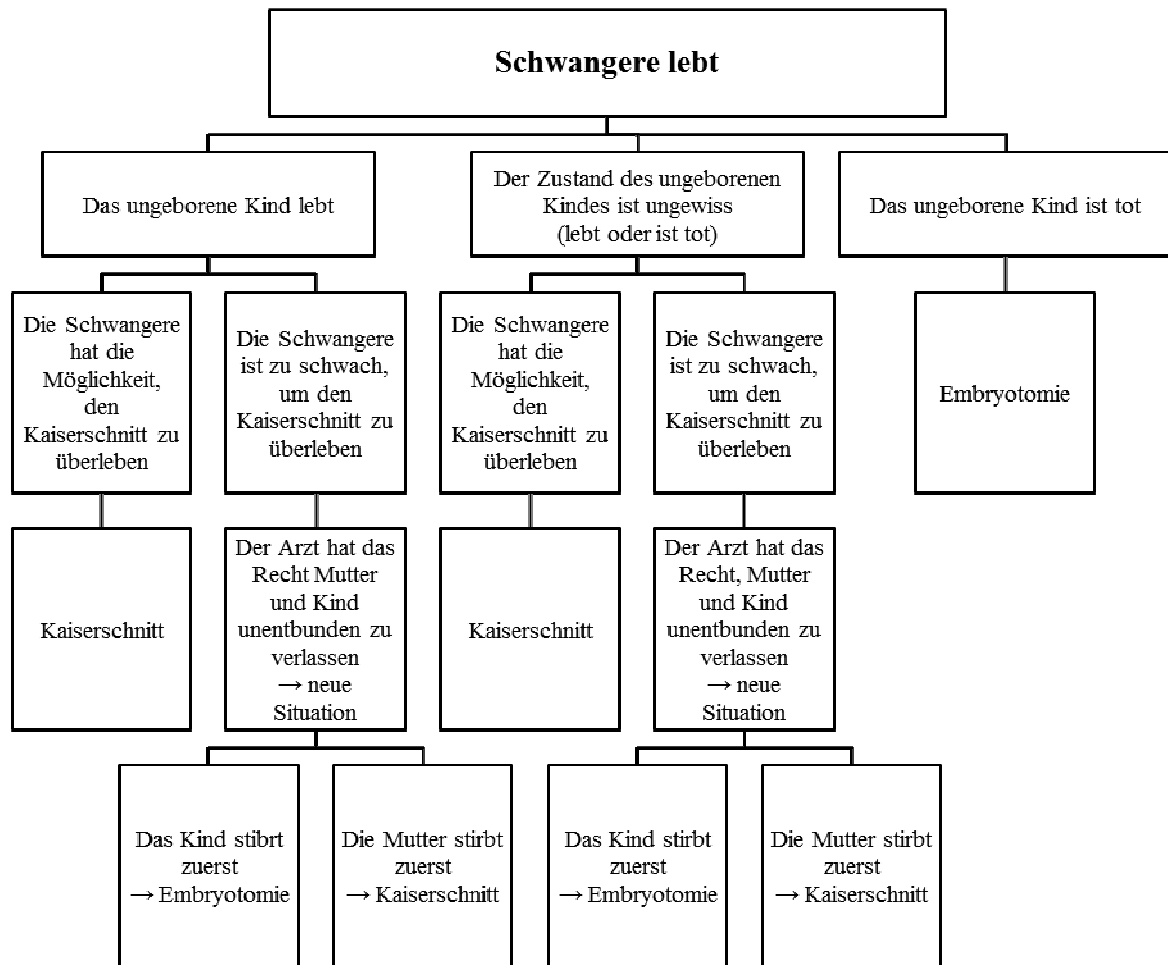 Schwangere lebt
Das ungeborene Kind lebt
Der Zustand des ungeborenen
Kindes ist ungewiss
(lebt oder ist tot)
Das ungeborene Kind ist tot
Die Schwangere
hat die
Möglichkeit,
den
Kaiserschnitt zu
überleben
Die Schwangere
ist zu schwach,
um den
Kaiserschnitt zu
überleben
Die Schwangere
hat die
Möglichkeit,
den
Kaiserschnitt zu
überleben
Die Schwangere
ist zu schwach,
um den
Kaiserschnitt zu
überleben
Embryotomie
Kaiserschnitt
Der Arzt hat das
Recht Mutter
und Kind
unentbunden zu
verlassen
→ neue
Situation
Kaiserschnitt
Der Arzt hat das
Recht, Mutter
und Kind
unentbunden zu
verlassen
→ neue
Situation
Das Kind stibrt
zuerst
→ Embryotomie
Die Mutter stirbt
zuerst
→ Kaiserschnitt
Das Kind stirbt
zuerst
→ Embryotomie
Die Mutter stirbt
zuerst
→ Kaiserschnitt